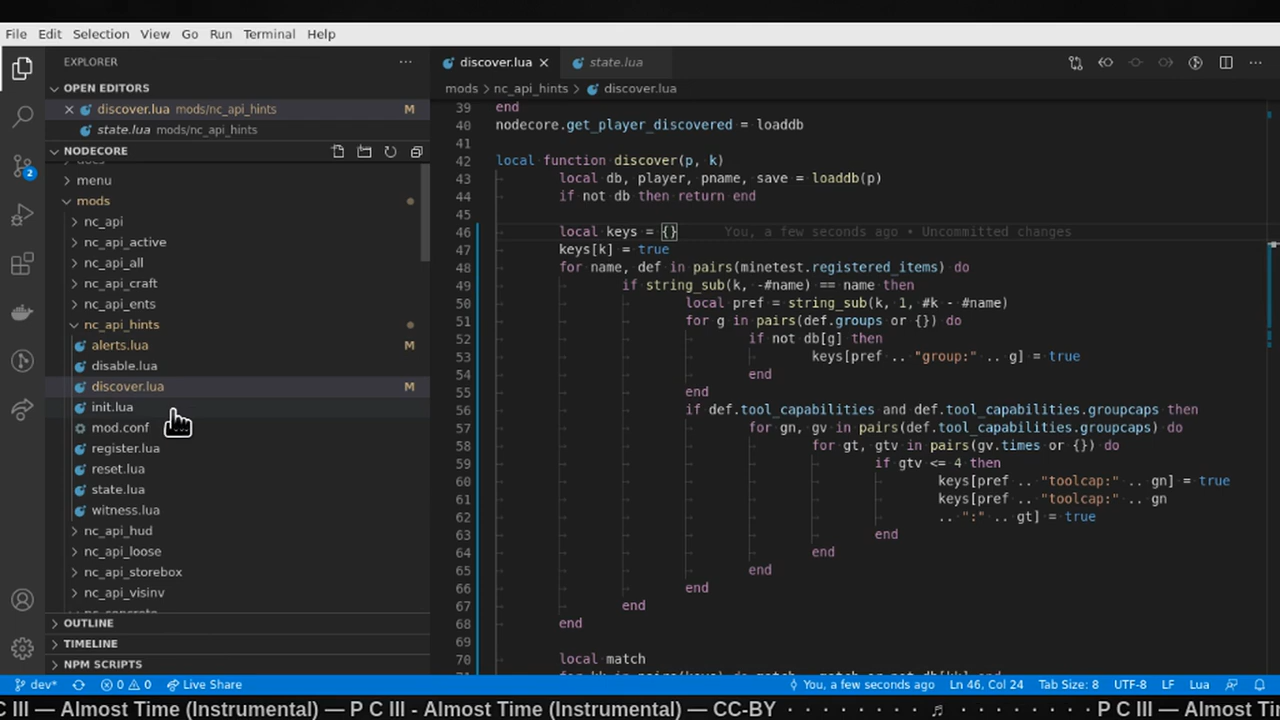 File Edit Selection View Go Run Terminal Help
EXPLORER
OPEN EDITORS
discover.lua mods/nc_api_hints M
state.lua mods/nc_api_hints
NODECORE
docs
menu
mods
nc_api
nc_api_active
nc_api_all
nc_api_craft
nc_api_ents
nc_api_hints
alerts.lua M
disable.lua
discover.lua M
init.lua
mod.conf
register.lua
reset.lua
state.lua
witness.lua
nc_api_hud
nc_api_loose
nc_api_storebox
nc_api_visinv
nc_concrete
OUTLINE
TIMELINE
NPM SCRIPTS
2
discover.lua state.lua
mods > nc_api_hints > discover.lua
39 end
40 nodecore.get_player_discovered = loaddb
41
42 local function discover(p, k)
43 local db, player, pname, save = loaddb(p)
44 if not db then return end
45
46 local keys = {} You, a few seconds ago • Uncommitted changes
47 keys[k] = true
48 for name, def in pairs(minetest.registered_items) do
49 if string_sub(k, -#name) == name then
50 local pref = string_sub(k, 1, #k - #name)
51 for g in pairs(def.groups or {}) do
52 if not db[g] then
53 keys[pref .. "group:" .. g] = true
54 end
55 end
56 if def.tool_capabilities and def.tool_capabilities.groupcaps then
57 for gn, gv in pairs(def.tool_capabilities.groupcaps) do
58 for gt, gtv in pairs(gv.times or {}) do
59 if gtv <= 4 then
60 keys[pref .. "toolcap:" .. gn] = true
61 keys[pref .. "toolcap:" .. gn
62 .. ":" .. gt] = true
63 end
64 end
65 end
66 end
67 end
68 end
69
70 local match
dev* 0 0 Live Share You, a few seconds ago Ln 46, Col 24 Tab Size: 8 UTF-8 LF Lua
C III — Almost Time (Instrumental) — P C III - Almost Time (Instrumental) — CC-BY · · · · · · · · ♬ · · · · · · · · P C III — Almost Ti